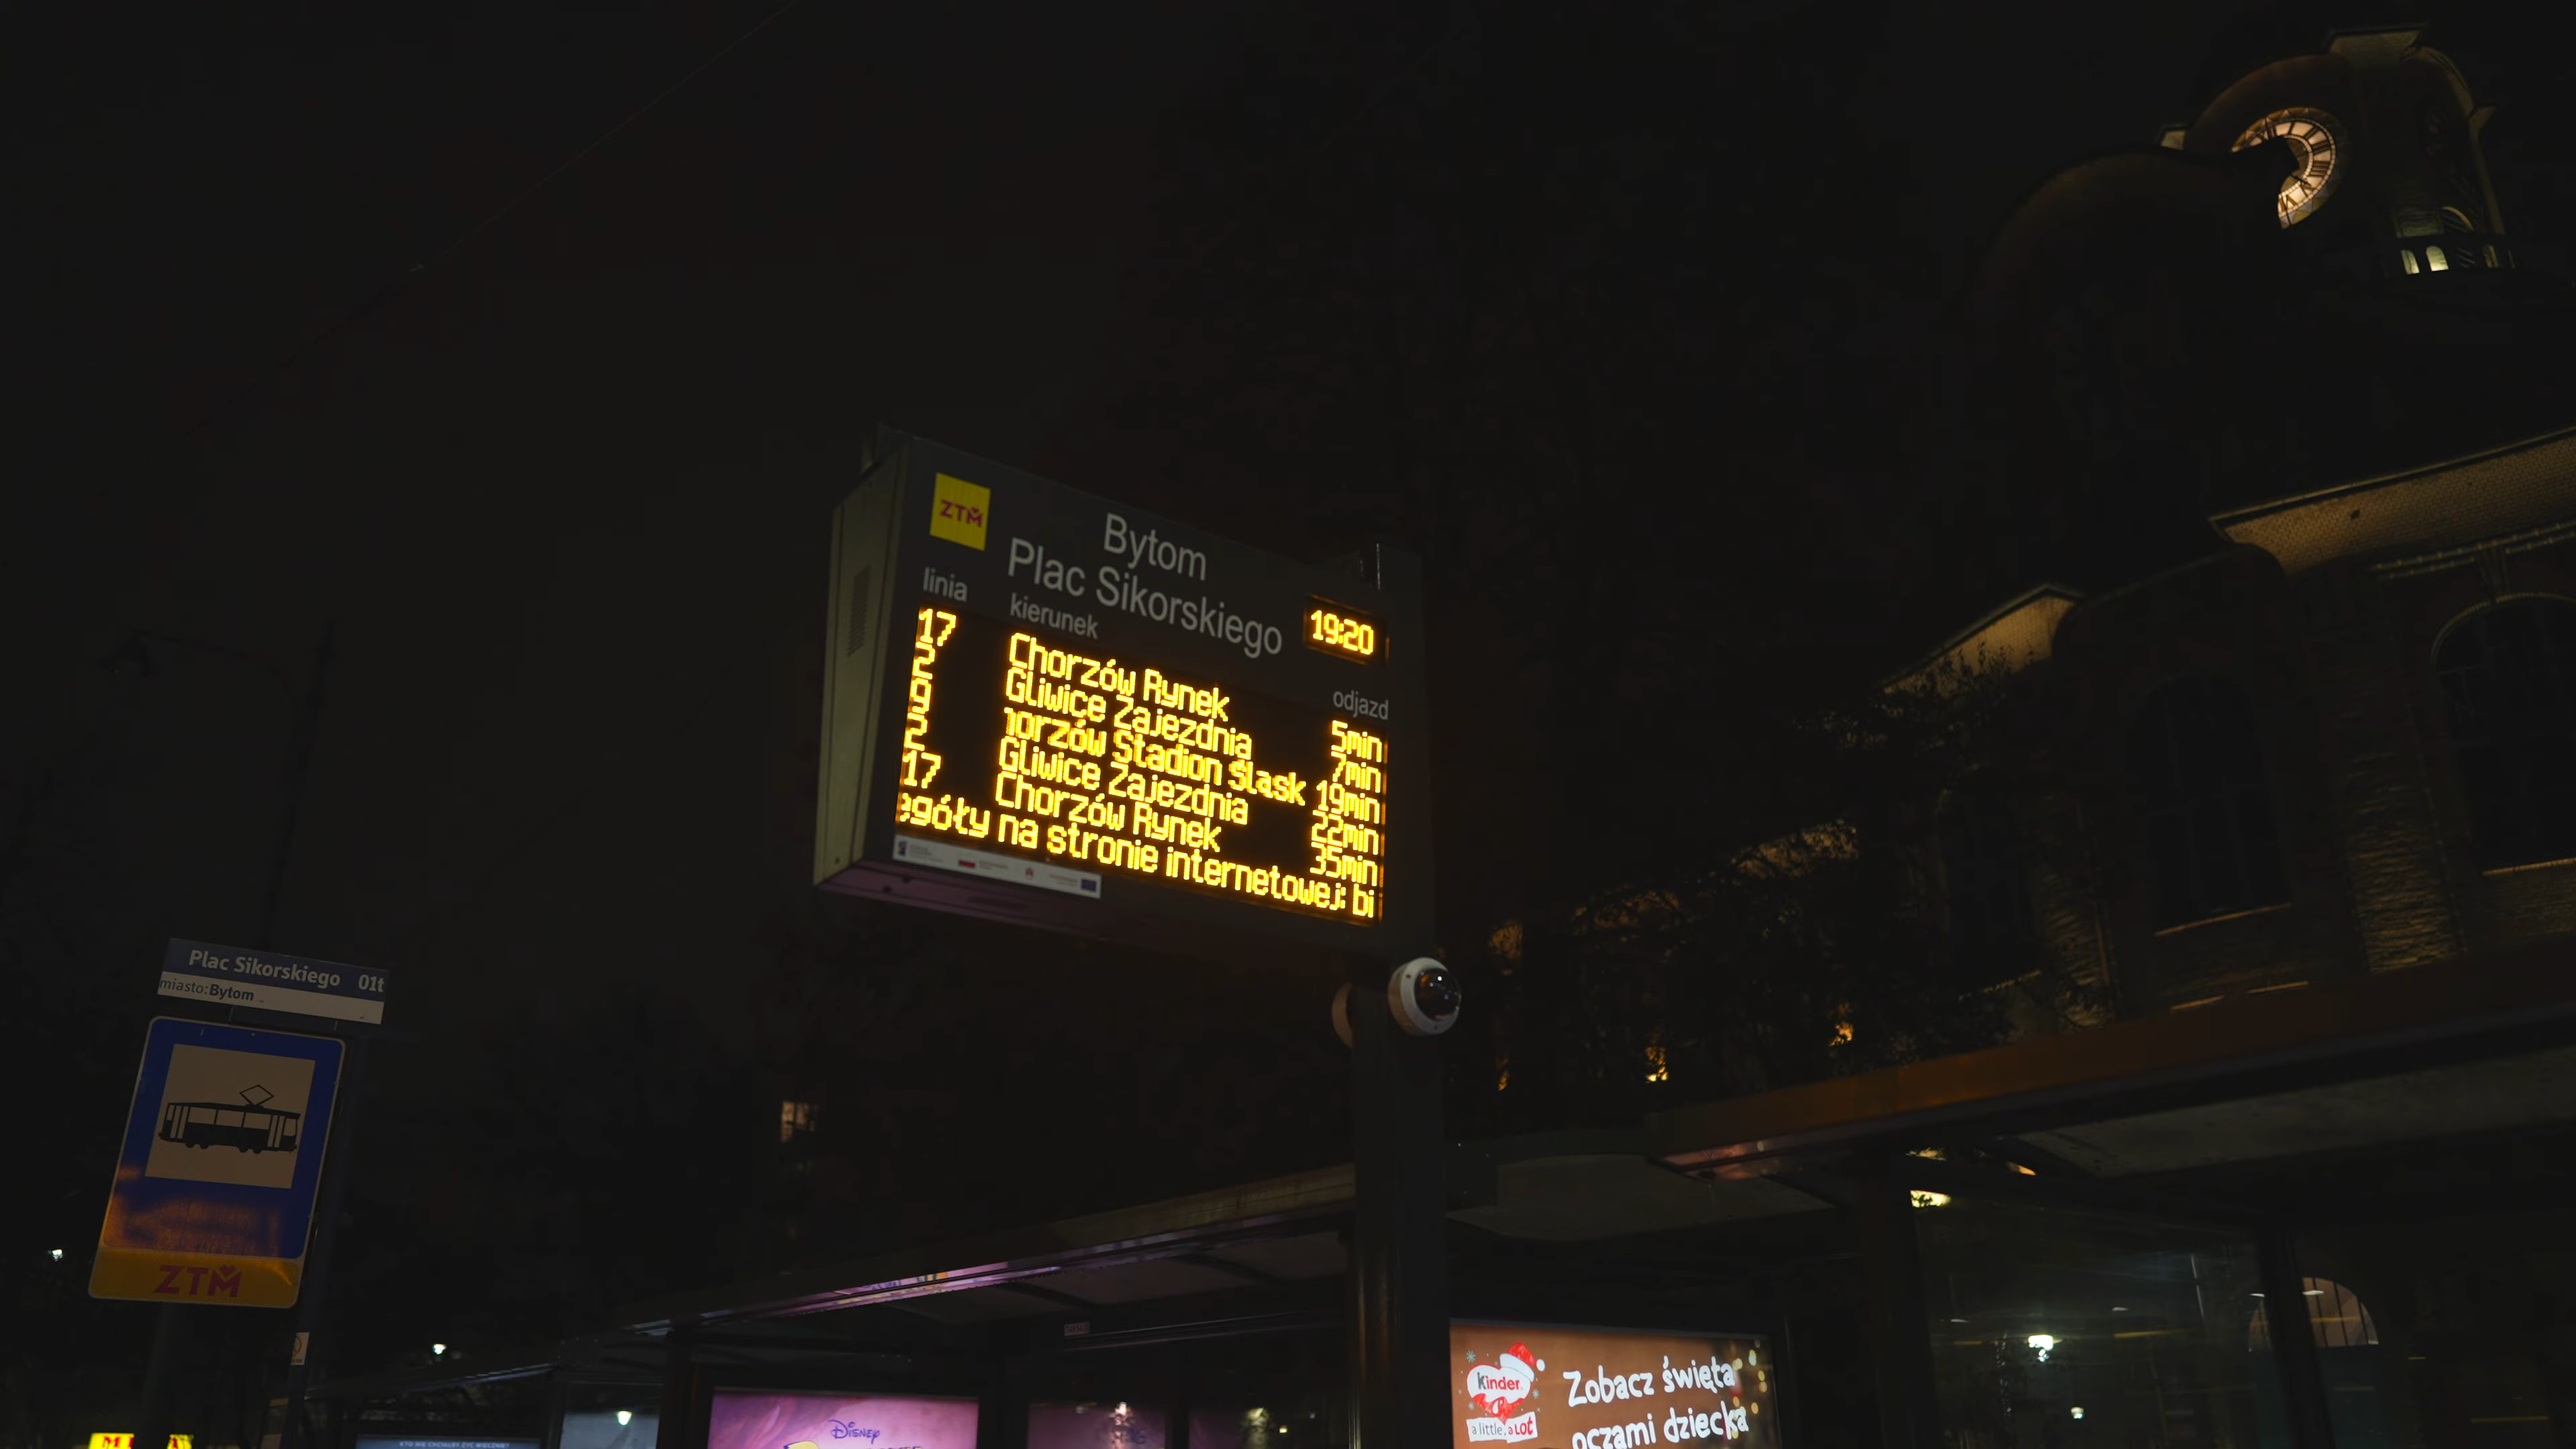 ZTM
Bytom
Plac Sikorskiego
19:20
linia kierunek odjazd
17 Chorzów Rynek 5min
2 Gliwice Zajezdnia 7min
9 horzów Stadion Śląsk 19min
2 Gliwice Zajezdnia 22min
17 Chorzów Rynek 35min
egóły na stronie internetowej: bi
Plac Sikorskiego 01t
miasto: Bytom
ZTM
Disney
Kinder
a little, a lot
Zobacz święta
oczami dziecka